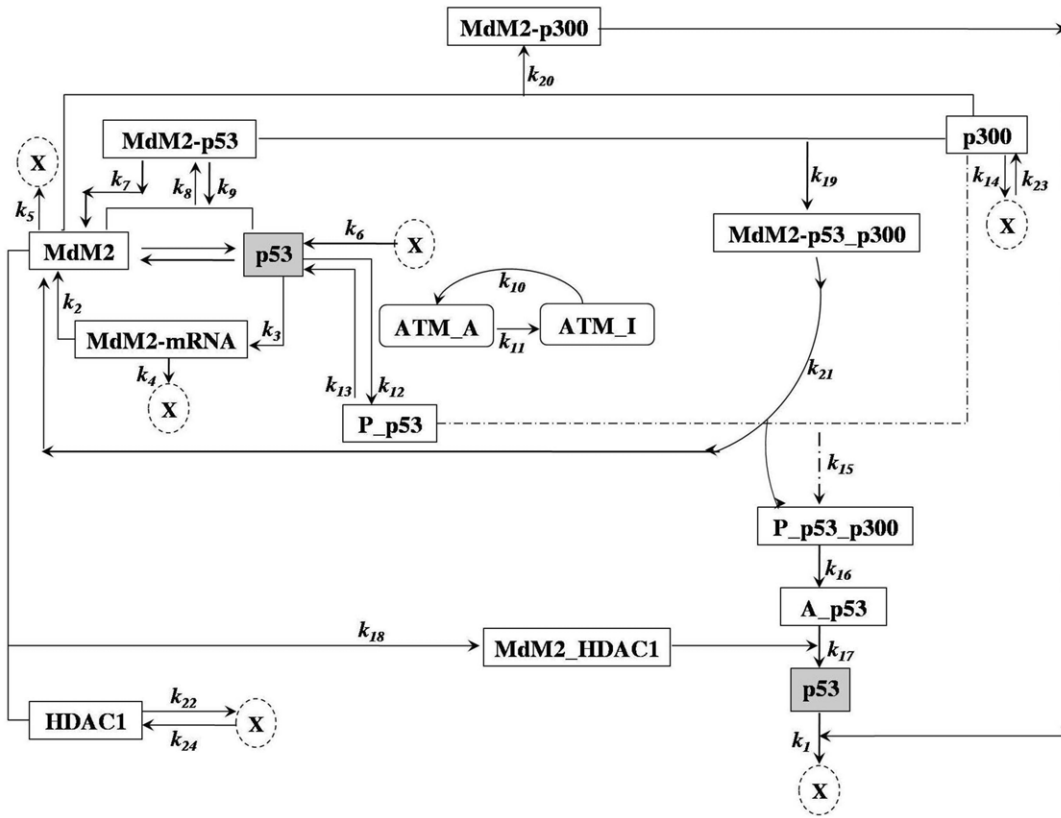 MdM2-p300
k20
MdM2-p53
p300
X
k7
k8
k9
k19
k14
k23
k5
k6
X
X
MdM2
p53
MdM2-p53_p300
k2
k10
ATM_A
ATM_I
MdM2-mRNA
k3
k11
k4
k13
k12
k21
X
P_p53
k15
P_p53_p300
k16
A_p53
k18
MdM2_HDAC1
k17
p53
k22
HDAC1
X
k24
k1
X